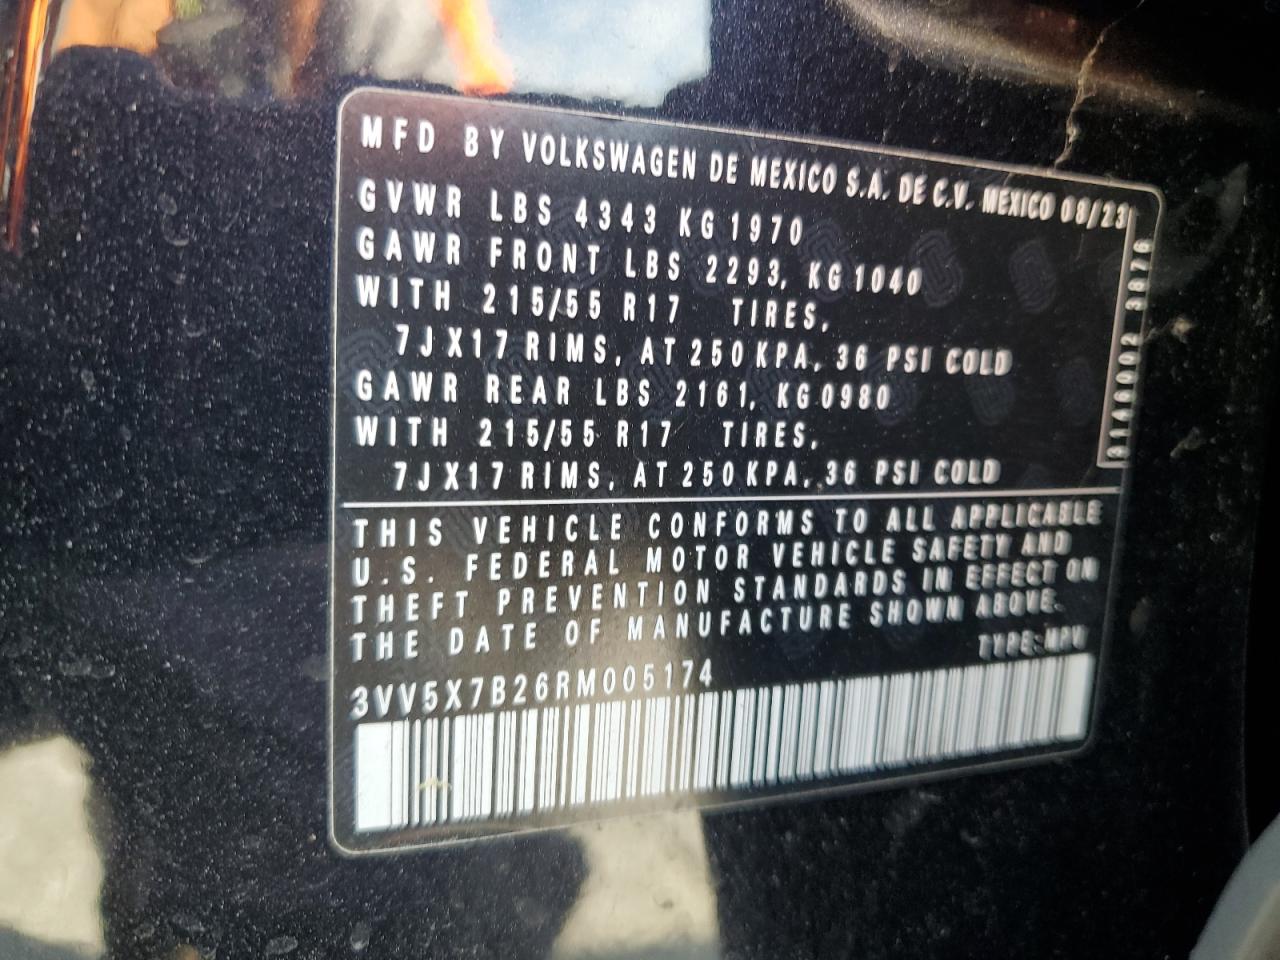 MFD BY VOLKSWAGEN DE MEXICO S.A. DE C.V. MEXICO 08/23
GVWR LBS 4343 KG 1970
GAWR FRONT LBS 2293, KG 1040
WITH 215/55 R17 TIRES,
7JX17 RIMS, AT 250 KPA, 36 PSI COLD
GAWR REAR LBS 2161, KG 0980
WITH 215/55 R17 TIRES,
7JX17 RIMS, AT 250 KPA, 36 PSI COLD
31A6002 3876
THIS VEHICLE CONFORMS TO ALL APPLICABLE
U.S. FEDERAL MOTOR VEHICLE SAFETY AND
THEFT PREVENTION STANDARDS IN EFFECT ON
THE DATE OF MANUFACTURE SHOWN ABOVE.
TYPE:MPV
3VV5X7B26RM005174